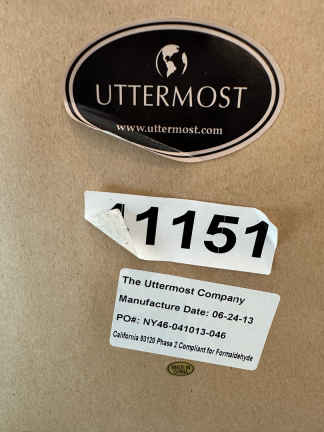 UTTERMOST
www.uttermost.com
11151
The Uttermost Company
Manufacture Date: 06-24-13
PO#: NY46-041013-046
California 93120 Phase 2 Compliant for Formaldehyde